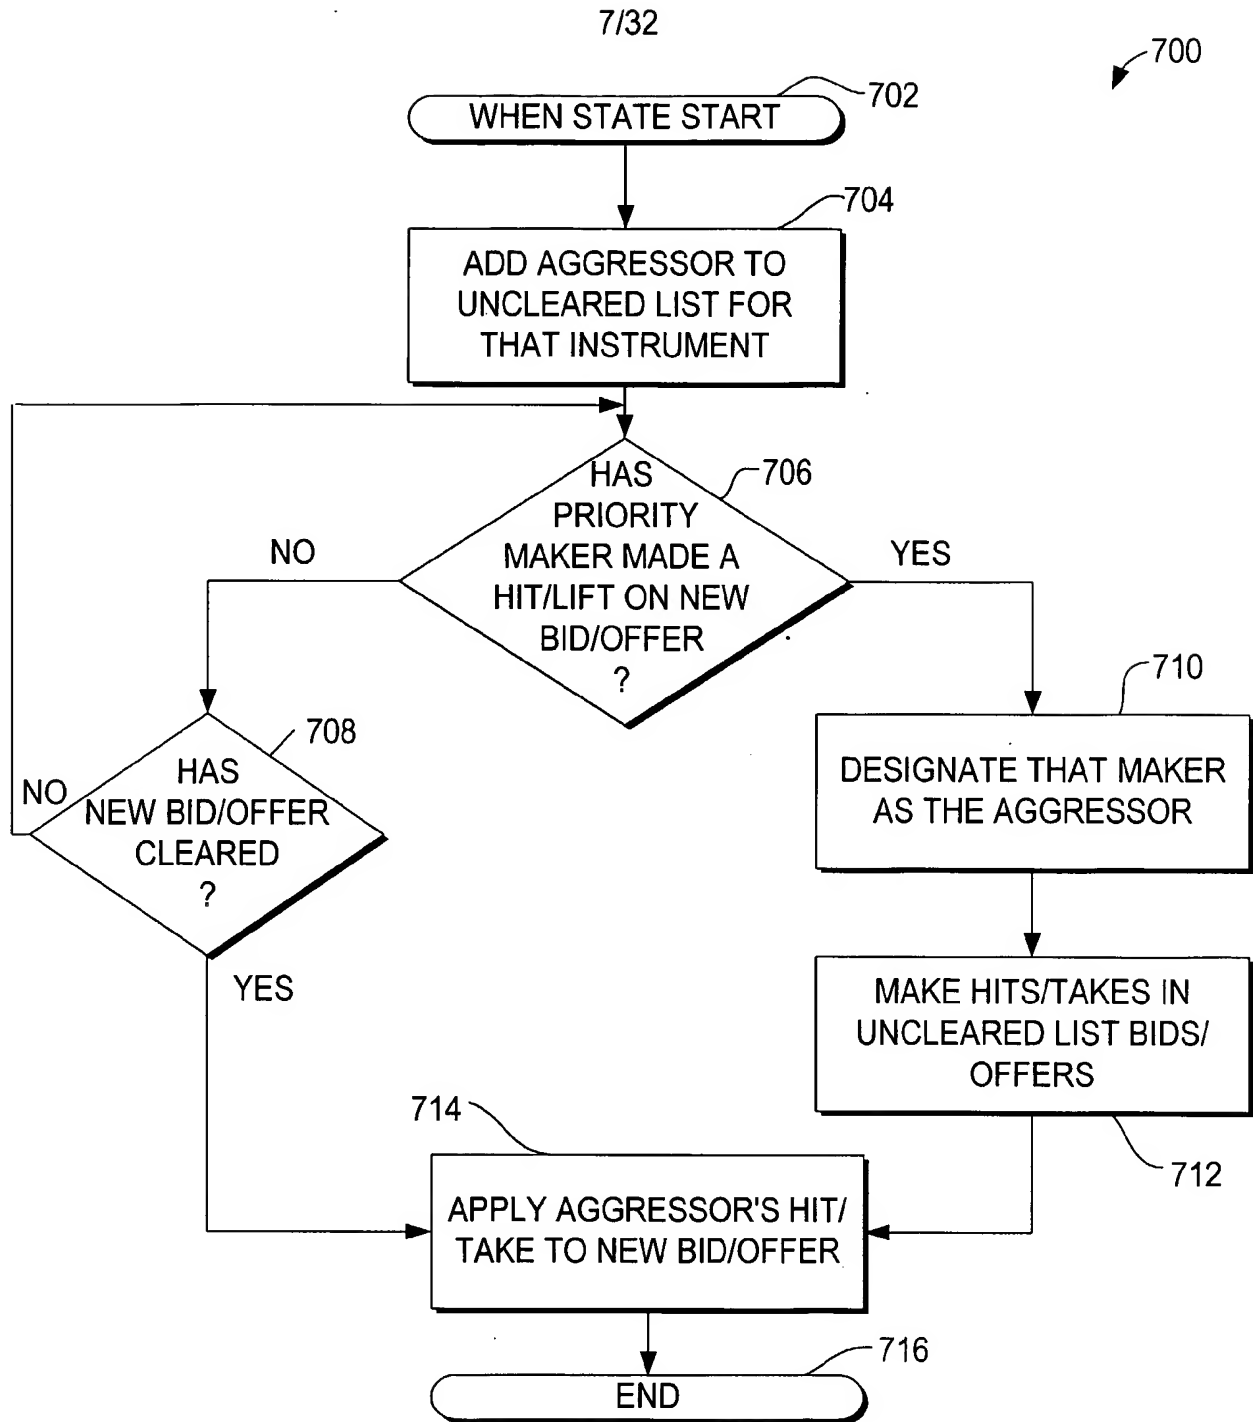 7/32
700
702
WHEN STATE START
704
ADD AGGRESSOR TO
UNCLEARED LIST FOR
THAT INSTRUMENT
706
HAS
PRIORITY
MAKER MADE A
HIT/LIFT ON NEW
BID/OFFER
?
NO
YES
708
HAS
NEW BID/OFFER
CLEARED
?
NO
YES
710
DESIGNATE THAT MAKER
AS THE AGGRESSOR
MAKE HITS/TAKES IN
UNCLEARED LIST BIDS/
OFFERS
712
714
APPLY AGGRESSOR'S HIT/
TAKE TO NEW BID/OFFER
716
END